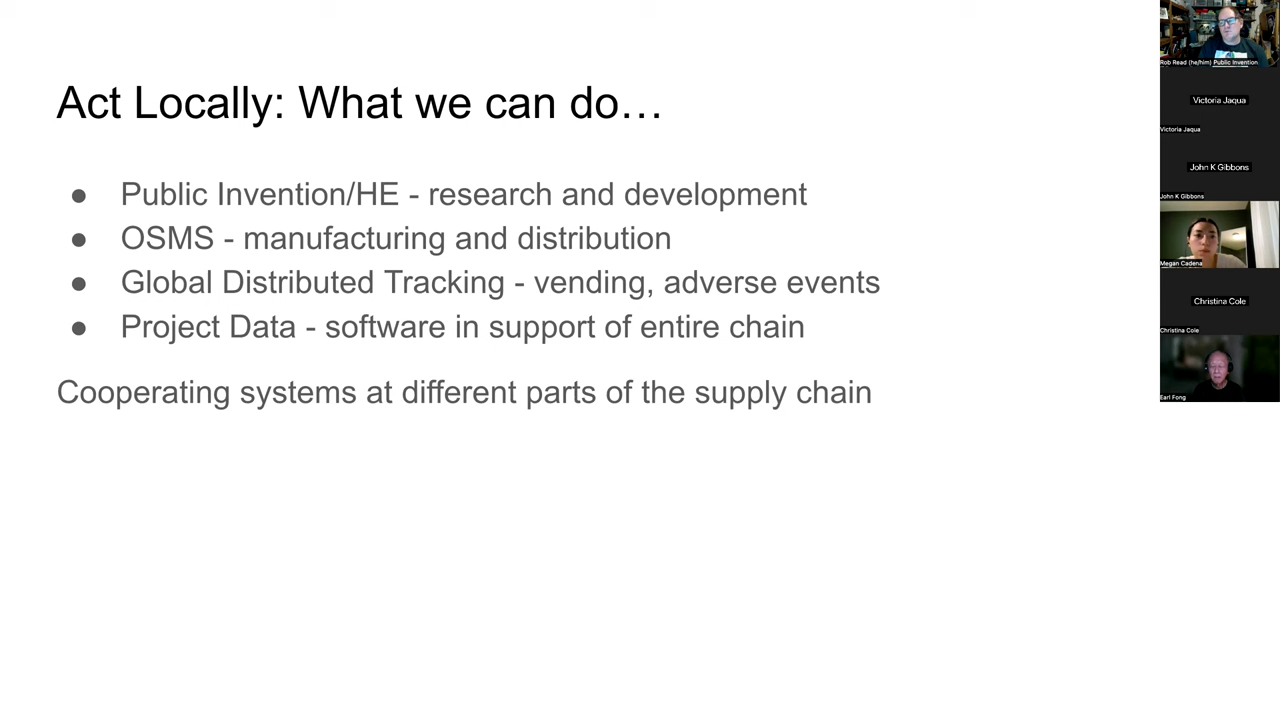 Act Locally: What we can do…
● Public Invention/HE - research and development
● OSMS - manufacturing and distribution
● Global Distributed Tracking - vending, adverse events
● Project Data - software in support of entire chain
Cooperating systems at different parts of the supply chain
Rob Read (he/him) Public Invention
Victoria Jaqua
Victoria Jaqua
John K Gibbons
John K Gibbons
Megan Cadena
Christina Cole
Christina Cole
Earl Fong